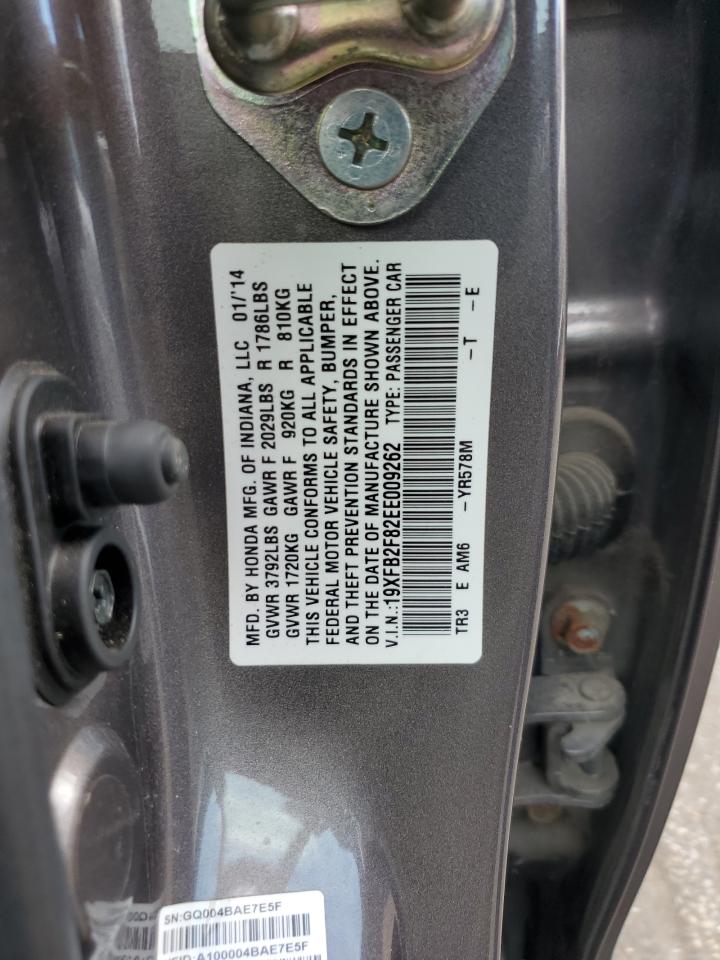 MFD. BY HONDA MFG. OF INDIANA, LLC 01/'14
GVWR 3792LBS GAWR F 2029LBS R 1786LBS
GVWR 1720KG GAWR F 920KG R 810KG
THIS VEHICLE CONFORMS TO ALL APPLICABLE
FEDERAL MOTOR VEHICLE SAFETY, BUMPER,
AND THEFT PREVENTION STANDARDS IN EFFECT
ON THE DATE OF MANUFACTURE SHOWN ABOVE.
V.I.N.:19XFB2F82EE009262 TYPE: PASSENGER CAR
TR3 E AM6 -YR578M -T -E
SN:GQ004BAE7E5F
A100004BAE7E5F